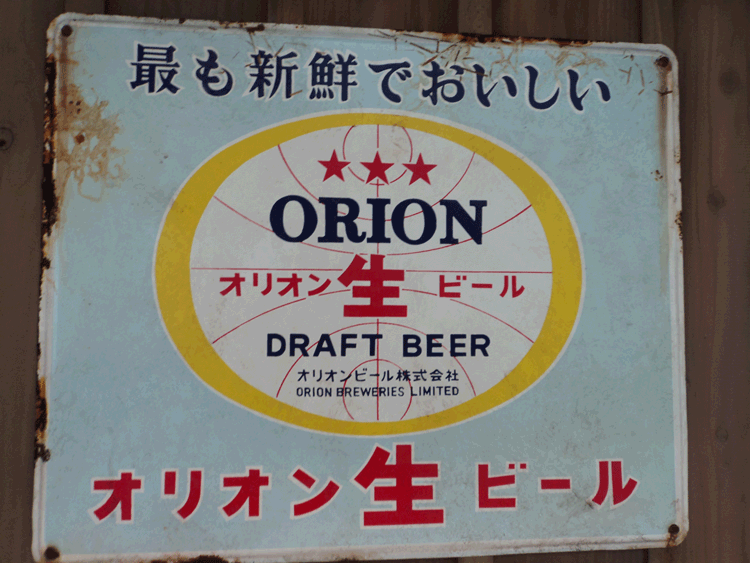 最も新鮮でおいしい
★★★
ORION
オリオン生ビール
DRAFT BEER
オリオンビール株式会社
ORION BREWERIES LIMITED
オリオン生ビール